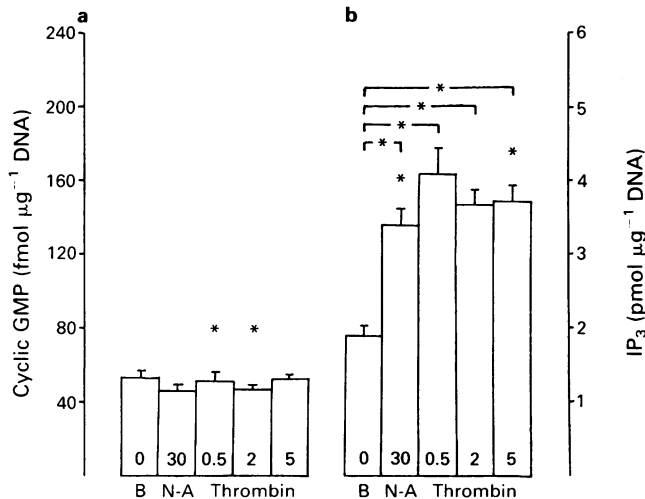 a
b
240
200
160
120
80
40
Cyclic GMP (fmol μg⁻¹ DNA)
* *
0 30 0.5 2 5
B N-A Thrombin
*
*
*
*
*
*
0 30 0.5 2 5
B N-A Thrombin
6
5
4
3
2
1
IP₃ (pmol μg⁻¹ DNA)